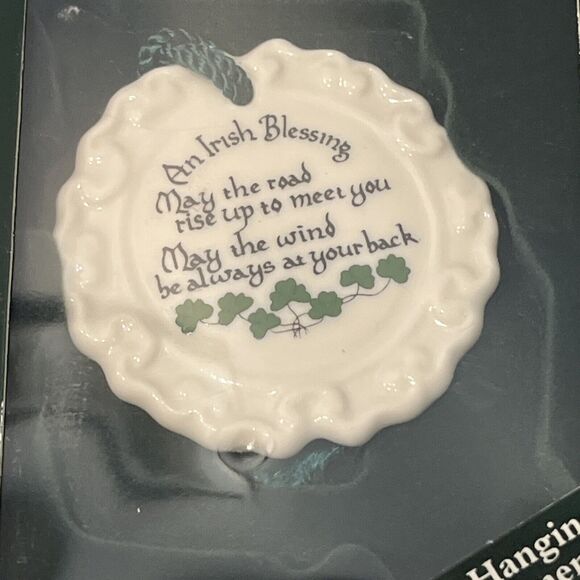 An Irish Blessing
May the road
rise up to meet you
May the wind
be always at your back